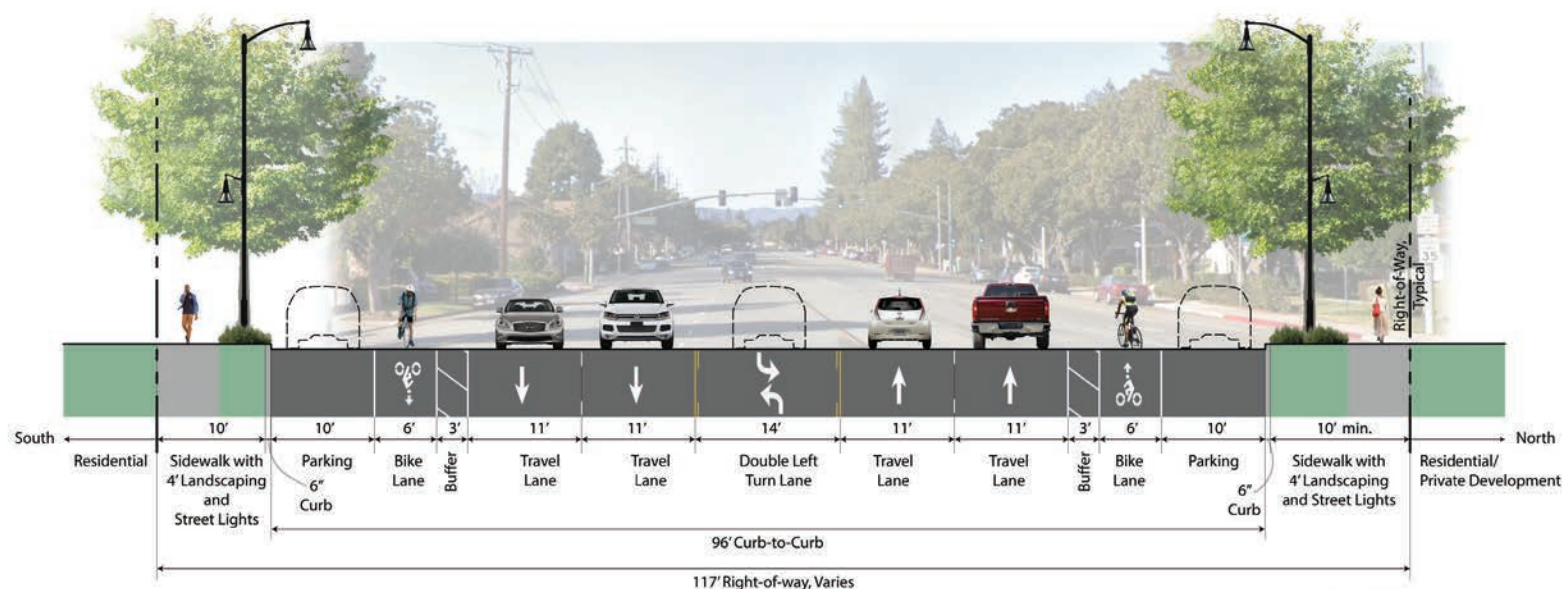 Right-of-Way,
Typical
35
10’
10’
6’
3’
11’
11’
14’
11’
11’
3’
6’
10’
10’ min.
South
North
Residential
Sidewalk with
4’ Landscaping
and
Street Lights
6” 
Curb
Parking
Bike
Lane
Buffer
Travel
Lane
Travel
Lane
Double Left
Turn Lane
Travel
Lane
Travel
Lane
Buffer
Bike
Lane
Parking
6”
Curb
Sidewalk with
4’ Landscaping
and Street Lights
Residential/
Private Development
96’ Curb-to-Curb
117’ Right-of-way, Varies